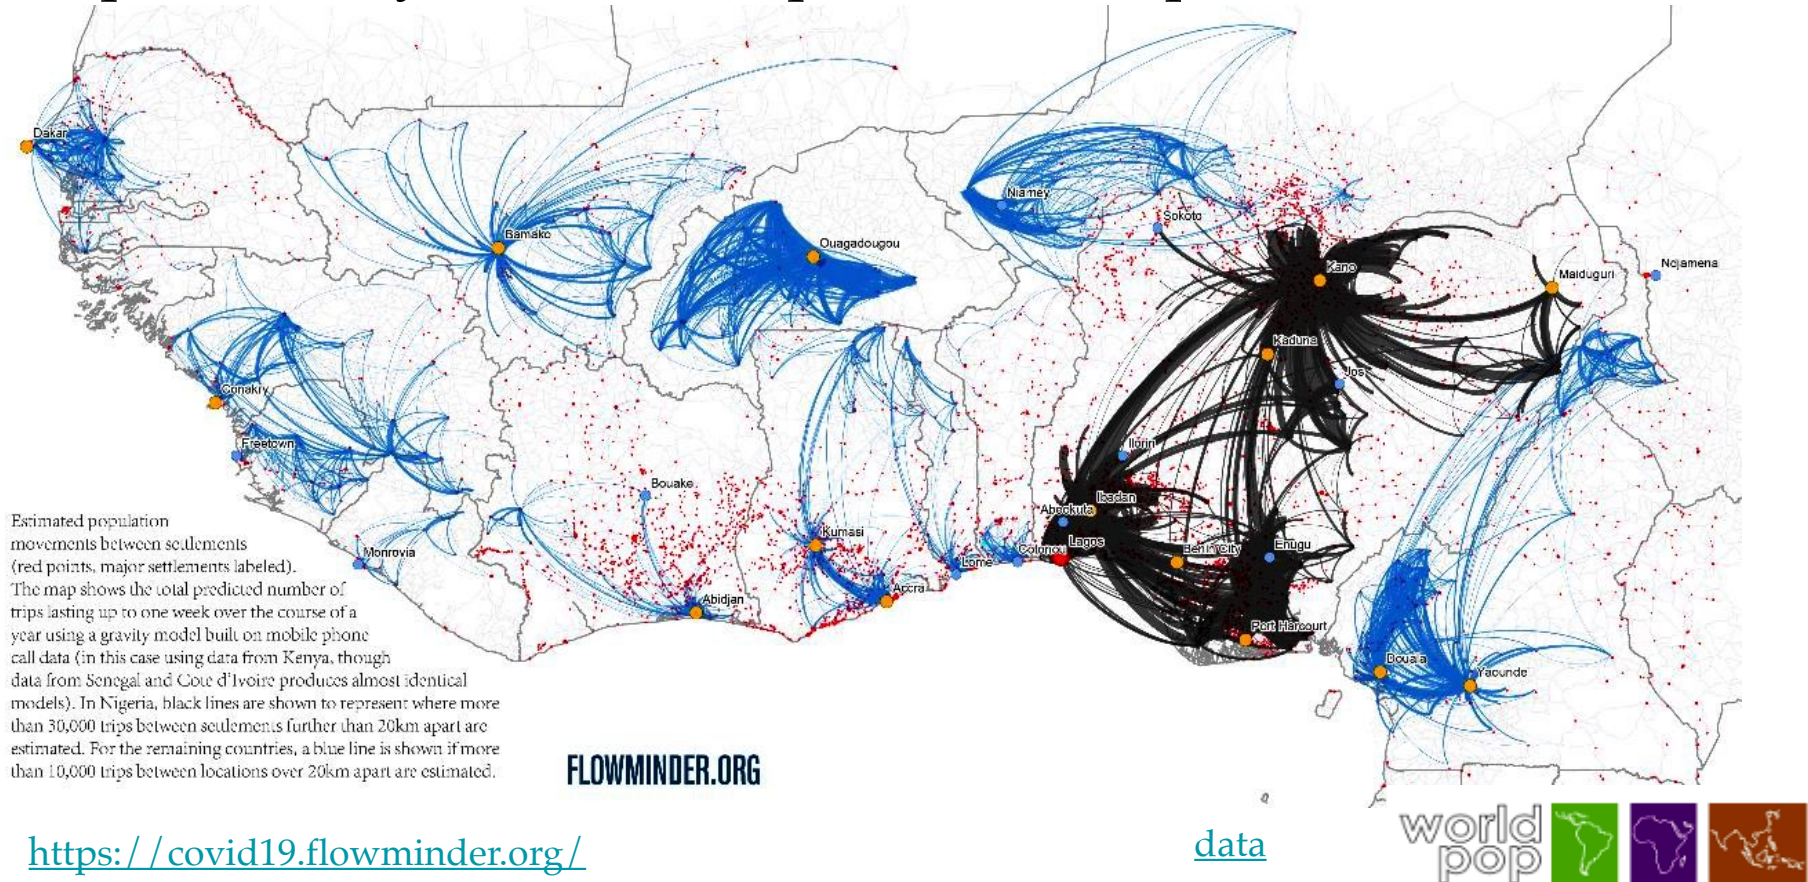 Dakar
Bamako
Ouagadougou
Niamey
Sokoto
Kano
Maiduguri
Ndjamena
Kaduna
Jos
Conakry
Freetown
Ilorin
Bouake
Ibadan
Abeokuta
Lagos
Kumasi
Monrovia
Lome
Cotonou
Benin City
Enugu
Accra
Abidjan
Port Harcourt
Douala
Yaounde
Estimated population
movements between settlements
(red points, major settlements labeled).
The map shows the total predicted number of
trips lasting up to one week over the course of a
year using a gravity model built on mobile phone
call data (in this case using data from Kenya, though
data from Senegal and Cote d'Ivoire produces almost identical
models). In Nigeria, black lines are shown to represent where more
than 30,000 trips between settlements further than 20km apart are
estimated. For the remaining countries, a blue line is shown if more
than 10,000 trips between locations over 20km apart are estimated.
FLOWMINDER.ORG
https://covid19.flowminder.org/
data
world
pop